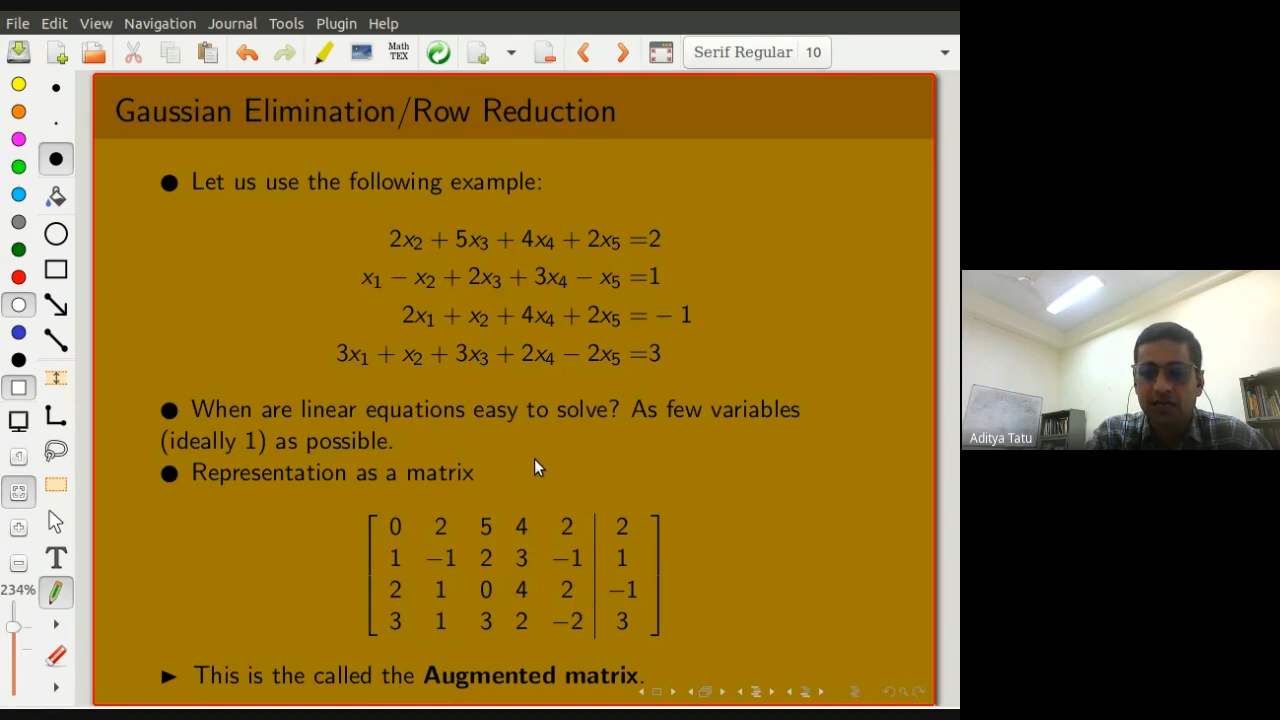 File Edit View Navigation Journal Tools Plugin Help
Math
TEX
Serif Regular 10
Gaussian Elimination/Row Reduction
● Let us use the following example:
2x₂ + 5x₃ + 4x₄ + 2x₅ =2
x₁ − x₂ + 2x₃ + 3x₄ − x₅ =1
2x₁ + x₂ + 4x₄ + 2x₅ = − 1
3x₁ + x₂ + 3x₃ + 2x₄ − 2x₅ =3
● When are linear equations easy to solve? As few variables
(ideally 1) as possible.
● Representation as a matrix
0 2 5 4 2 | 2
1 −1 2 3 −1 | 1
2 1 0 4 2 | −1
3 1 3 2 −2 | 3
► This is the called the Augmented matrix.
234%
T
Aditya Tatu